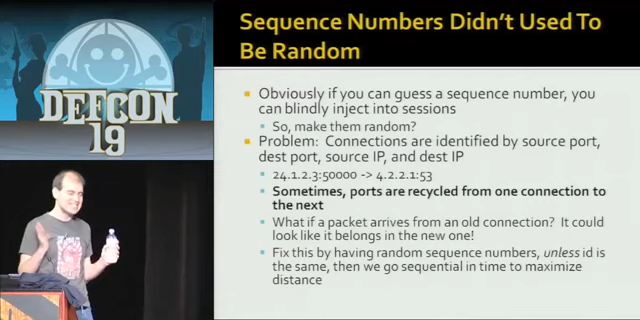 Sequence Numbers Didn't Used To
Be Random
DEFCON
19
Obviously if you can guess a sequence number, you
can blindly inject into sessions
So, make them random?
Problem: Connections are identified by source port,
dest port, source IP, and dest IP
24.1.2.3:50000 -> 4.2.2.1:53
Sometimes, ports are recycled from one connection to
the next
What if a packet arrives from an old connection? It could
look like it belongs in the new one!
Fix this by having random sequence numbers, unless id is
the same, then we go sequential in time to maximize
distance